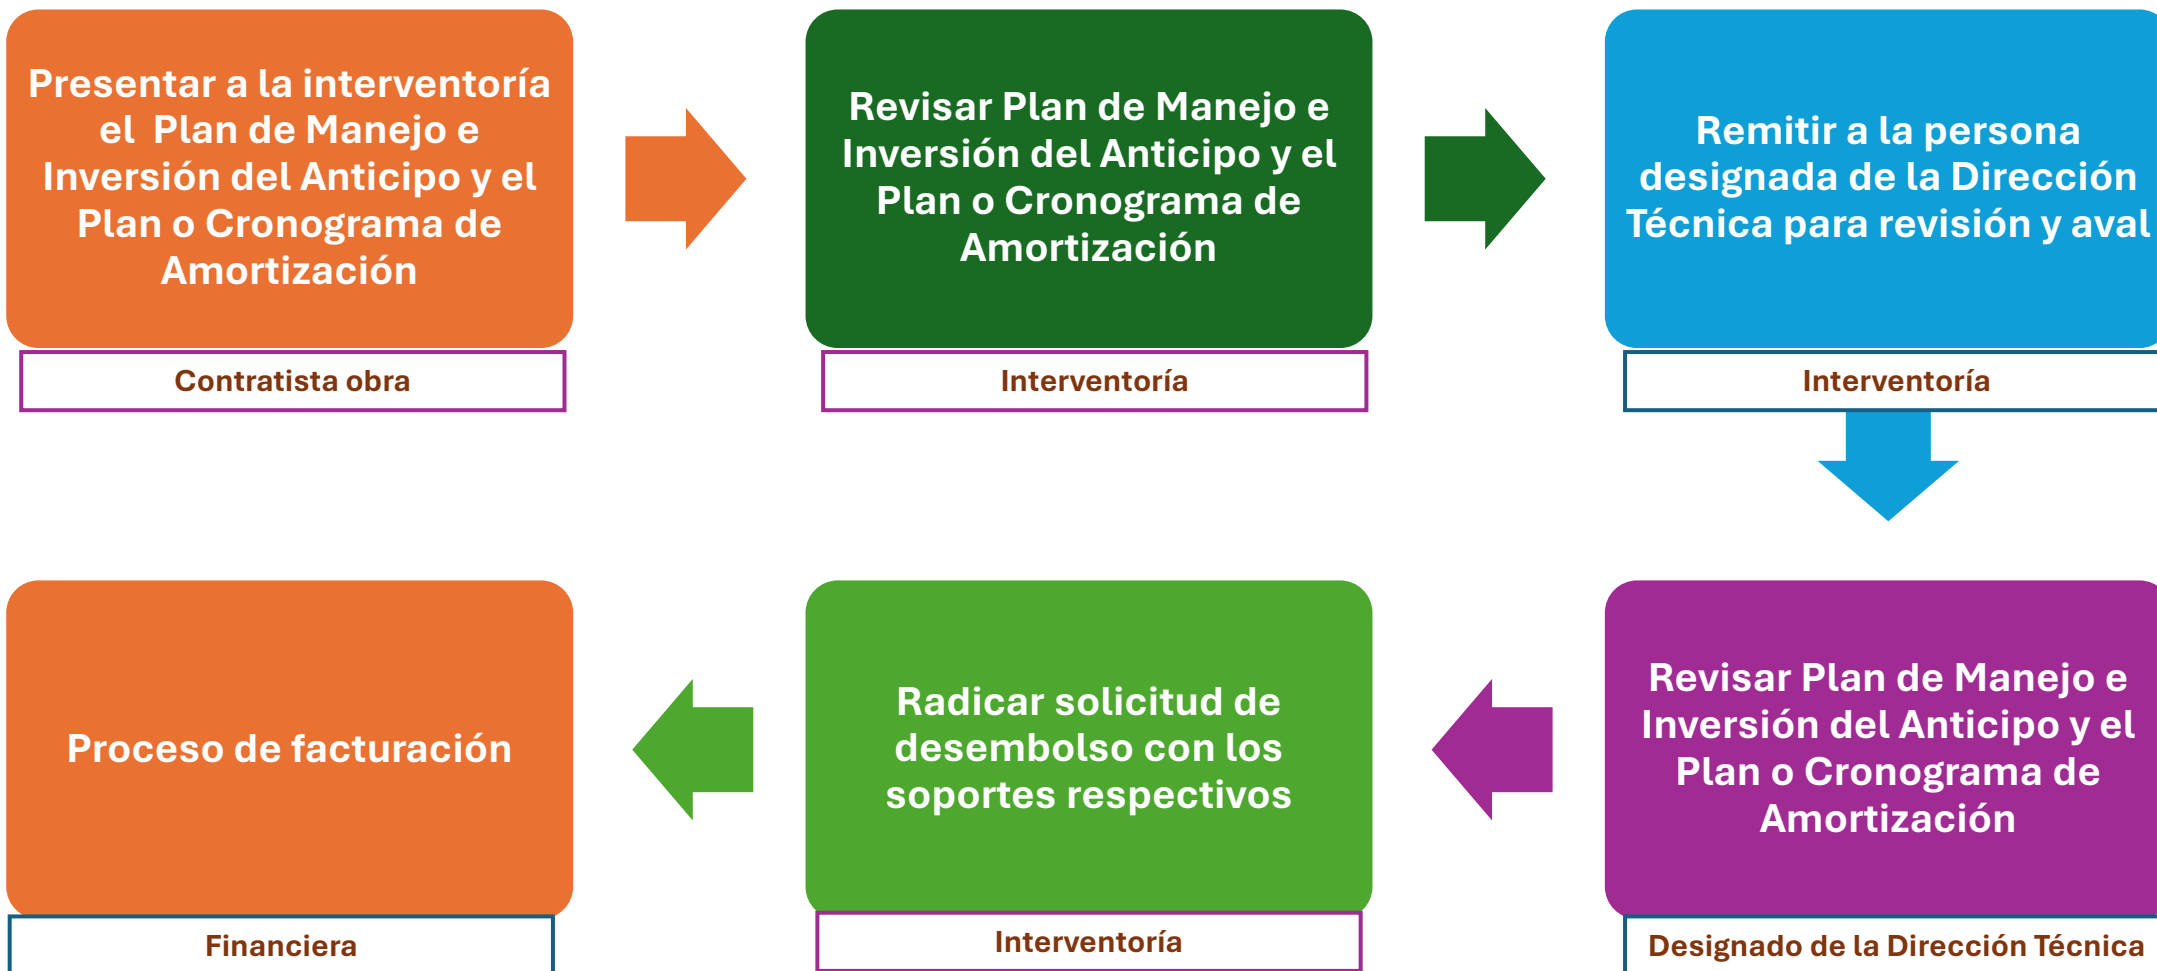 Presentar a la interventoría
el Plan de Manejo e
Inversión del Anticipo y el
Plan o Cronograma de
Amortización
Contratista obra
Revisar Plan de Manejo e
Inversión del Anticipo y el
Plan o Cronograma de
Amortización
Interventoría
Remitir a la persona
designada de la Dirección
Técnica para revisión y aval
Interventoría
Revisar Plan de Manejo e
Inversión del Anticipo y el
Plan o Cronograma de
Amortización
Designado de la Dirección Técnica
Radicar solicitud de
desembolso con los
soportes respectivos
Interventoría
Proceso de facturación
Financiera